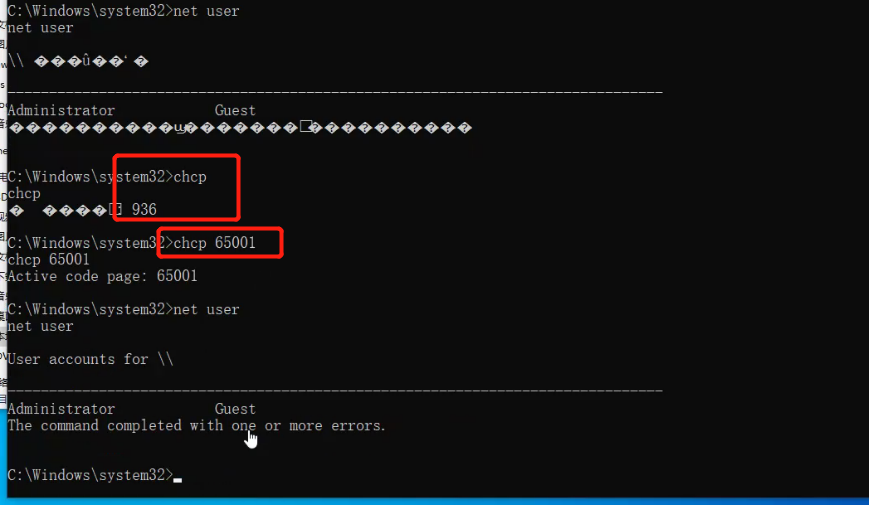 C:\Windows\system32>net user
net user
\\
Administrator Guest
C:\Windows\system32>chcp
chcp
936
C:\Windows\system32>chcp 65001
chcp 65001
Active code page: 65001
C:\Windows\system32>net user
net user
User accounts for \\
Administrator Guest
The command completed with one or more errors.
C:\Windows\system32>